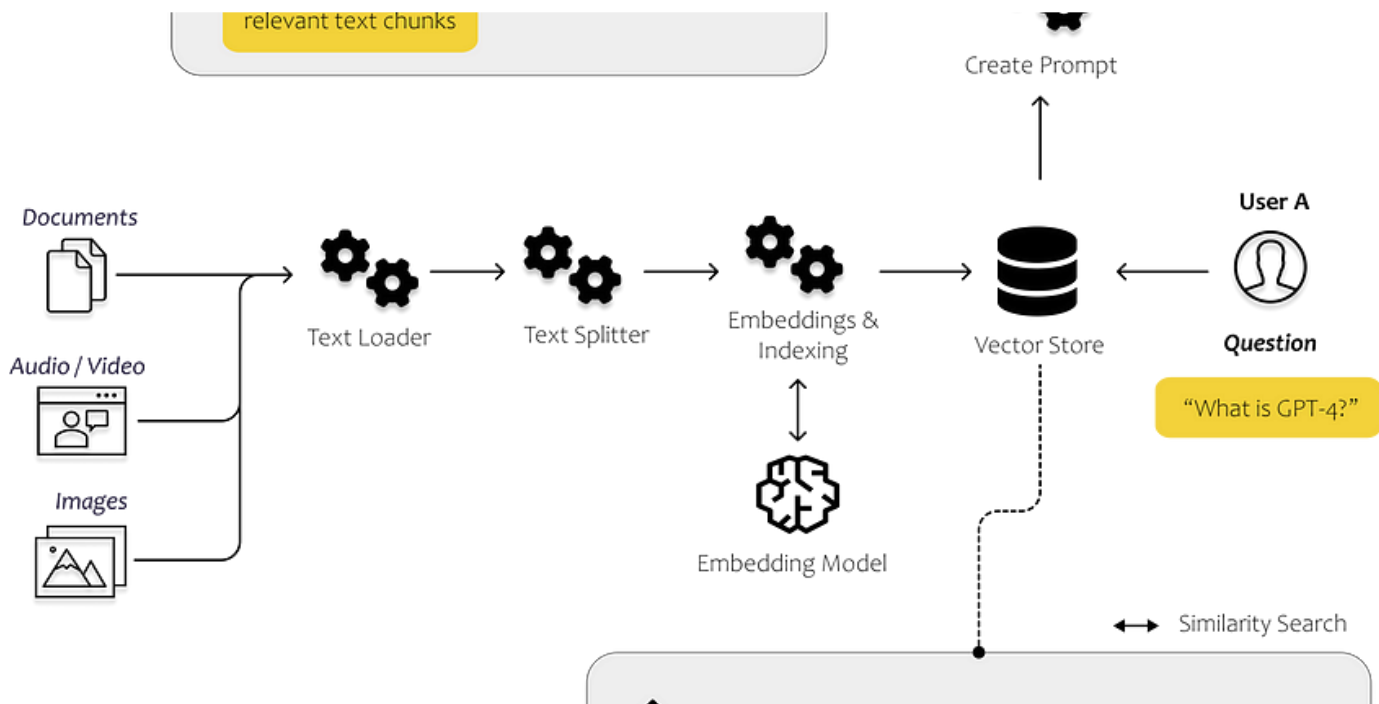 relevant text chunks
Create Prompt
Documents
User A
Text Loader
Text Splitter
Embeddings &
Indexing
Vector Store
Question
Audio / Video
“What is GPT-4?”
Images
Embedding Model
Similarity Search